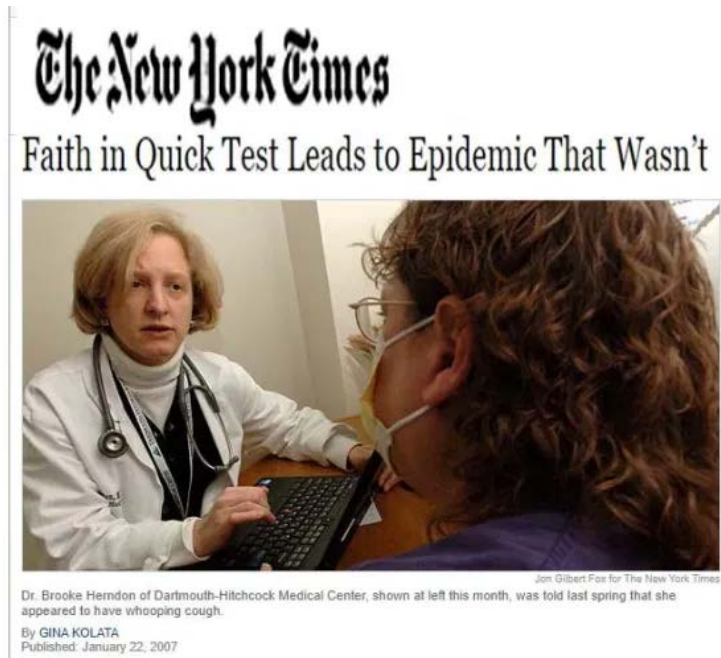 The New York Times
Faith in Quick Test Leads to Epidemic That Wasn't
Jon Gilbert Fox for The New York Times
Dr. Brooke Herndon of Dartmouth-Hitchcock Medical Center, shown at left this month, was told last spring that she
appeared to have whooping cough.
By GINA KOLATA
Published: January 22, 2007